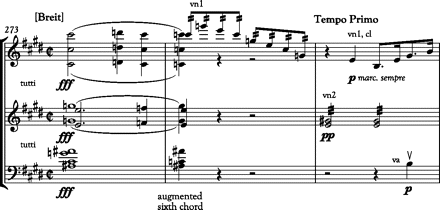 vn1
[Breit]
Tempo Primo
273
vn1, cl
tutti
fff
p marc. sempre
vn2
fff
pp
tutti
va
fff
augmented
p
sixth chord